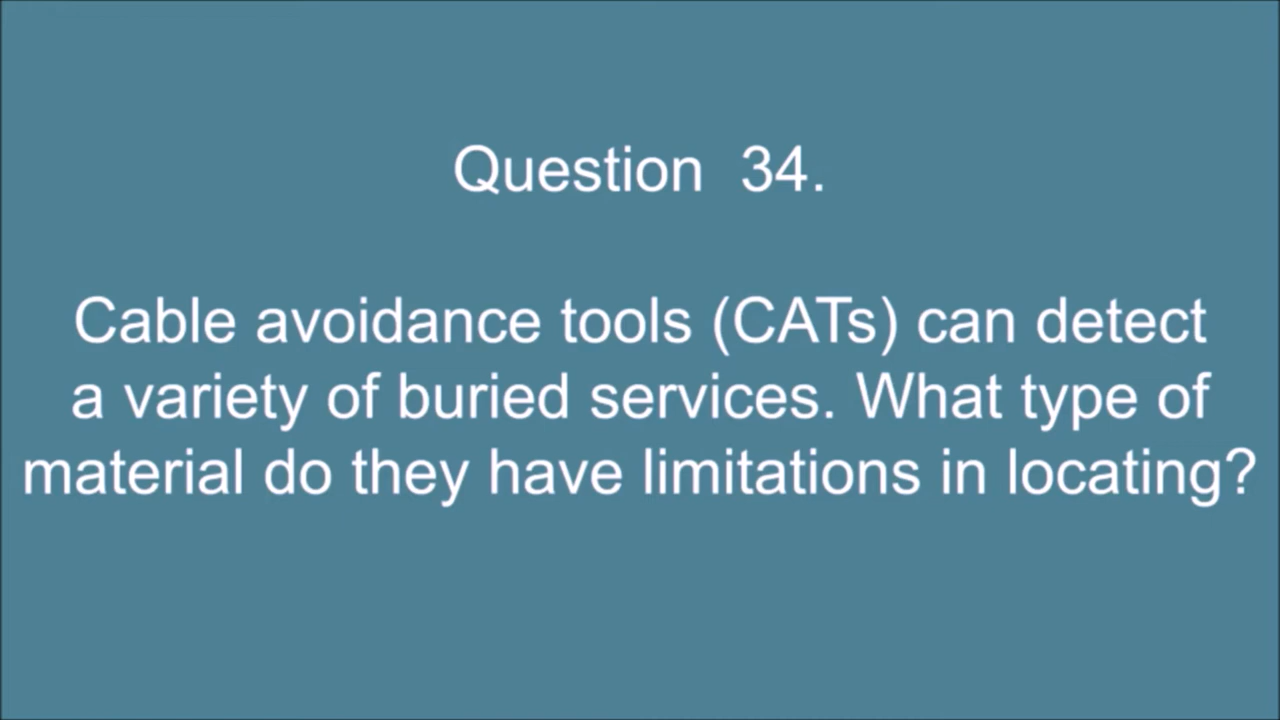 Question 34.
Cable avoidance tools (CATs) can detect
a variety of buried services. What type of
material do they have limitations in locating?